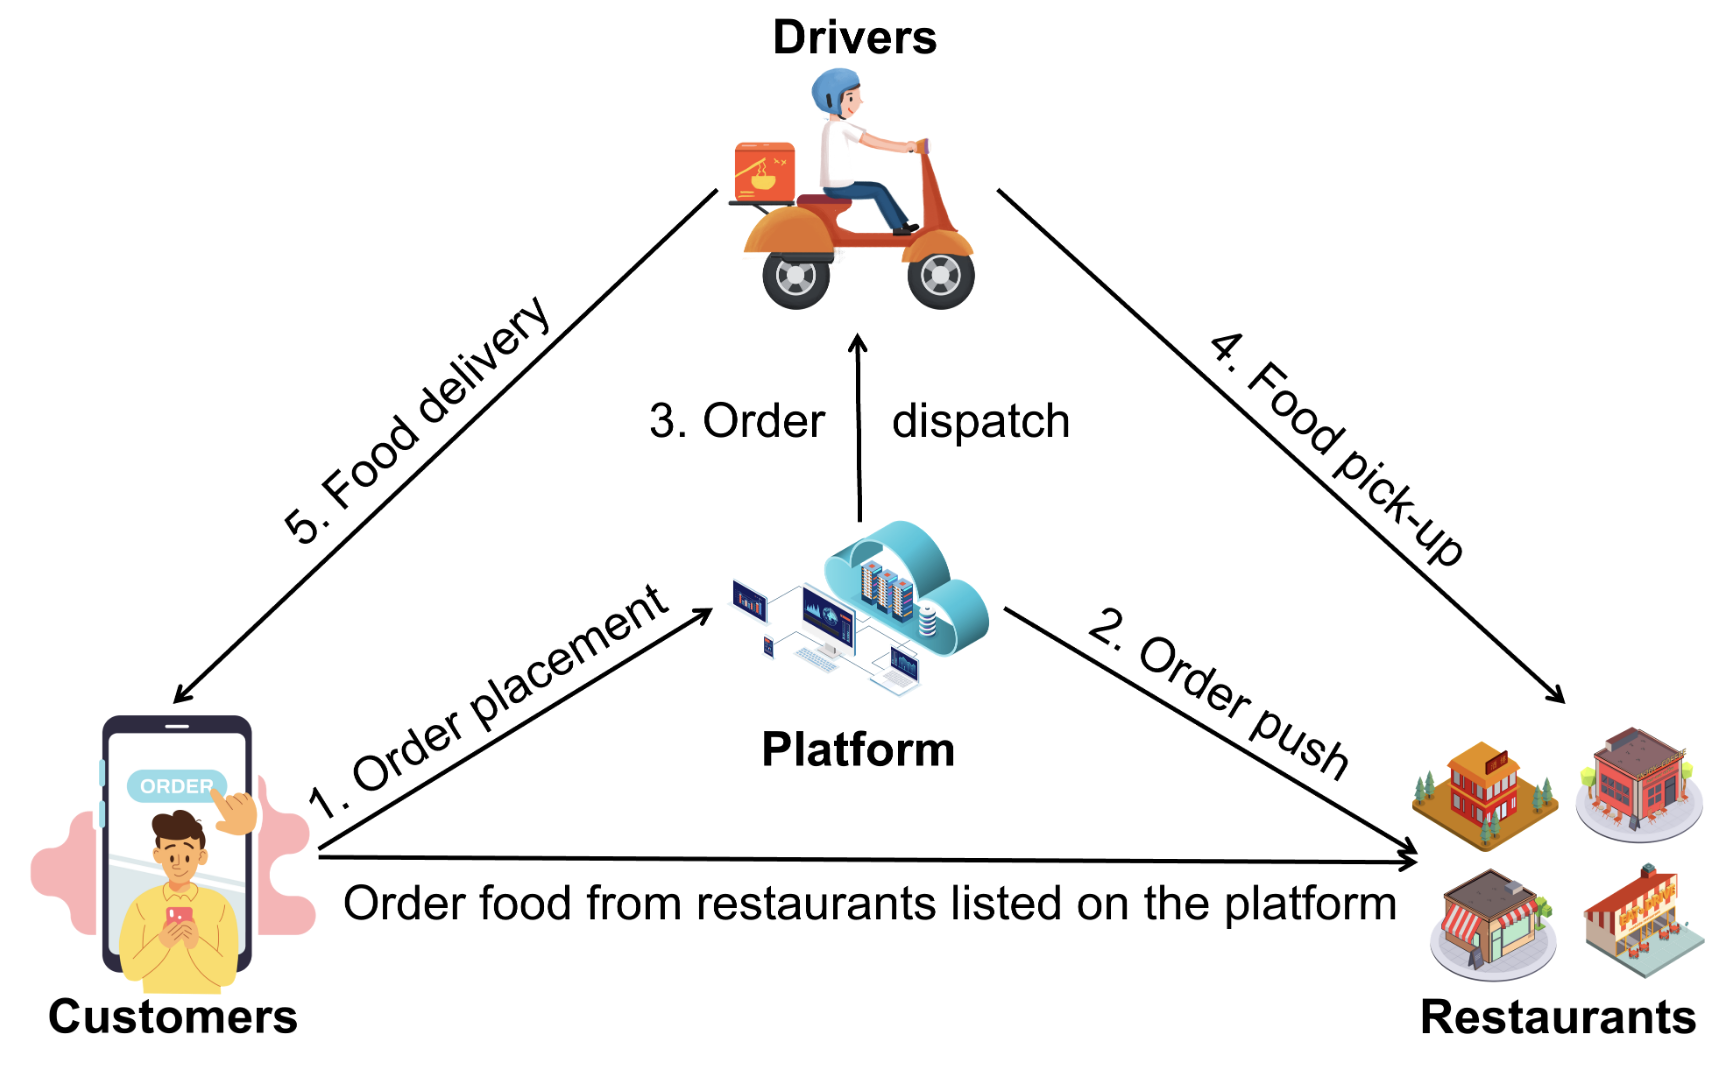 Drivers
5. Food delivery
3. Order dispatch
4. Food pick-up
1. Order placement
2. Order push
Platform
ORDER
Order food from restaurants listed on the platform
Customers
Restaurants